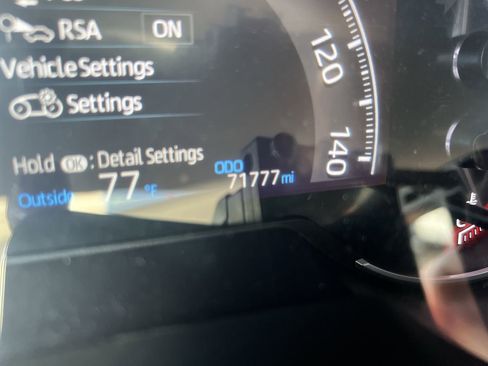 RSA ON
Vehicle Settings
Settings
Hold OK : Detail Settings
Outside 77 °F
ODO
71777 mi
120
140